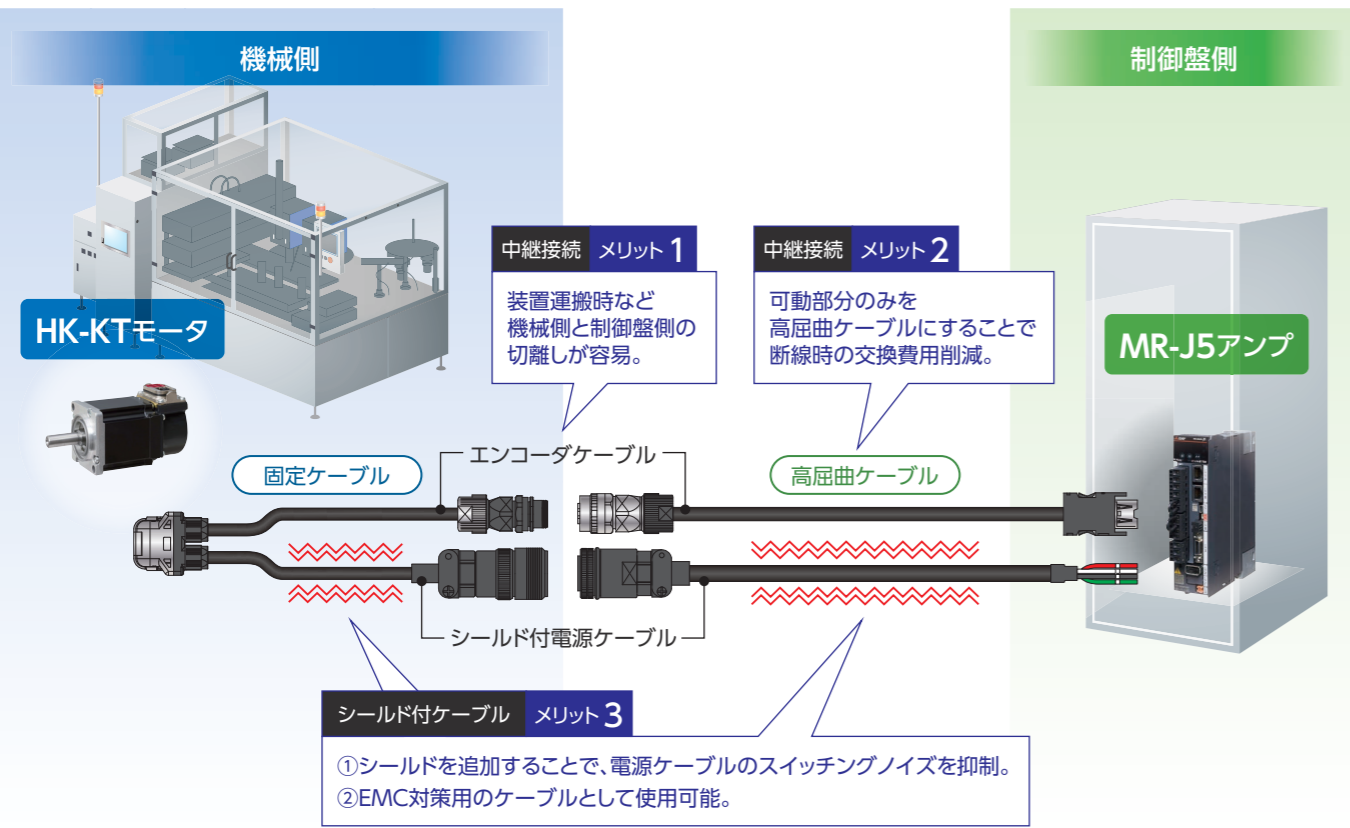 機械側
制御盤側
中継接続 メリット 1
装置運搬時など
機械側と制御盤側の
切離しが容易。
中継接続 メリット 2
可動部分のみを
高屈曲ケーブルにすることで
断線時の交換費用削減。
HK-KTモータ
MR-J5アンプ
固定ケーブル
エンコーダケーブル
高屈曲ケーブル
シールド付電源ケーブル
シールド付ケーブル メリット 3
①シールドを追加することで、電源ケーブルのスイッチングノイズを抑制。
②EMC対策用のケーブルとして使用可能。